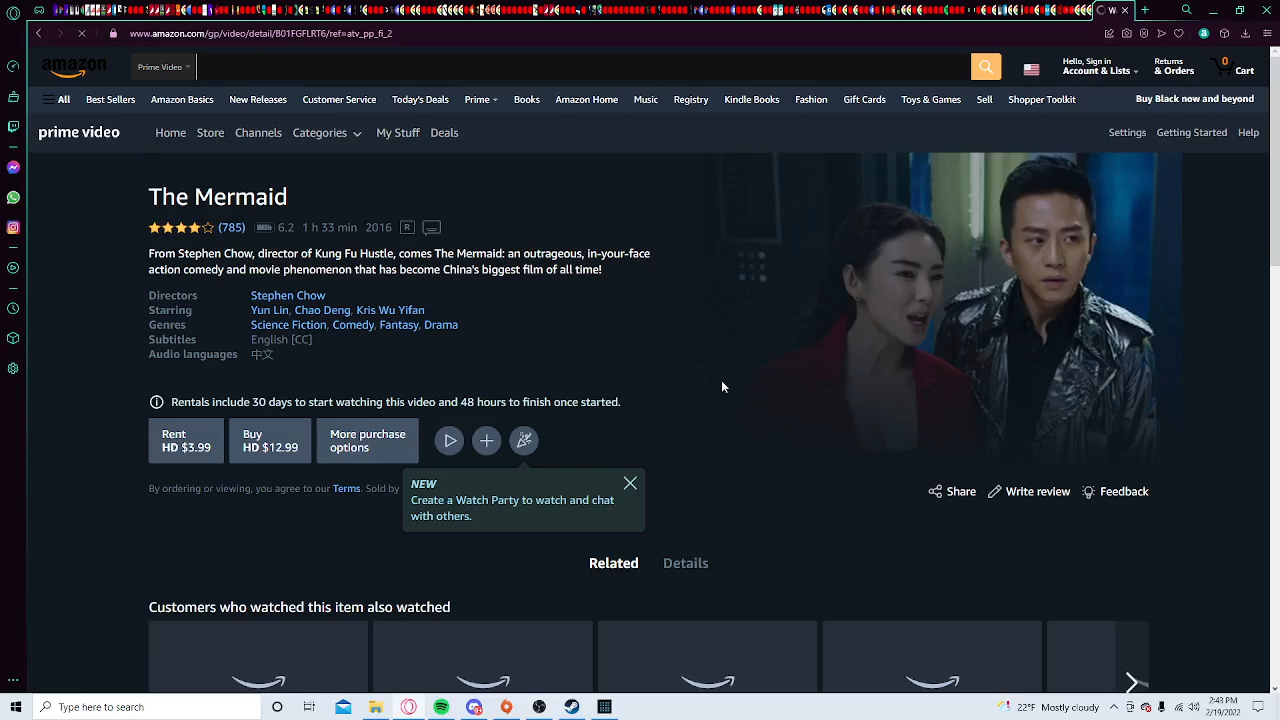 W
www.amazon.com/gp/video/detail/B01FGFLRT6/ref=atv_pp_fi_2
amazon
Prime Video
Hello, Sign in
Account & Lists
Returns
& Orders
0
Cart
All
Best Sellers
Amazon Basics
New Releases
Customer Service
Today's Deals
Prime
Books
Amazon Home
Music
Registry
Kindle Books
Fashion
Gift Cards
Toys & Games
Sell
Shopper Toolkit
Buy Black now and beyond
prime video
Home
Store
Channels
Categories
My Stuff
Deals
Settings
Getting Started
Help
The Mermaid
(785) IMDb 6.2 1 h 33 min 2016 R
From Stephen Chow, director of Kung Fu Hustle, comes The Mermaid: an outrageous, in-your-face
action comedy and movie phenomenon that has become China's biggest film of all time!
Directors Stephen Chow
Starring Yun Lin, Chao Deng, Kris Wu Yifan
Genres Science Fiction, Comedy, Fantasy, Drama
Subtitles English [CC]
Audio languages 中文
Rentals include 30 days to start watching this video and 48 hours to finish once started.
Rent
HD $3.99
Buy
HD $12.99
More purchase
options
By ordering or viewing, you agree to our Terms. Sold by
NEW
Create a Watch Party to watch and chat
with others.
Share
Write review
Feedback
Related
Details
Customers who watched this item also watched
Type here to search
22°F Mostly cloudy
2:43 PM
2/19/2022